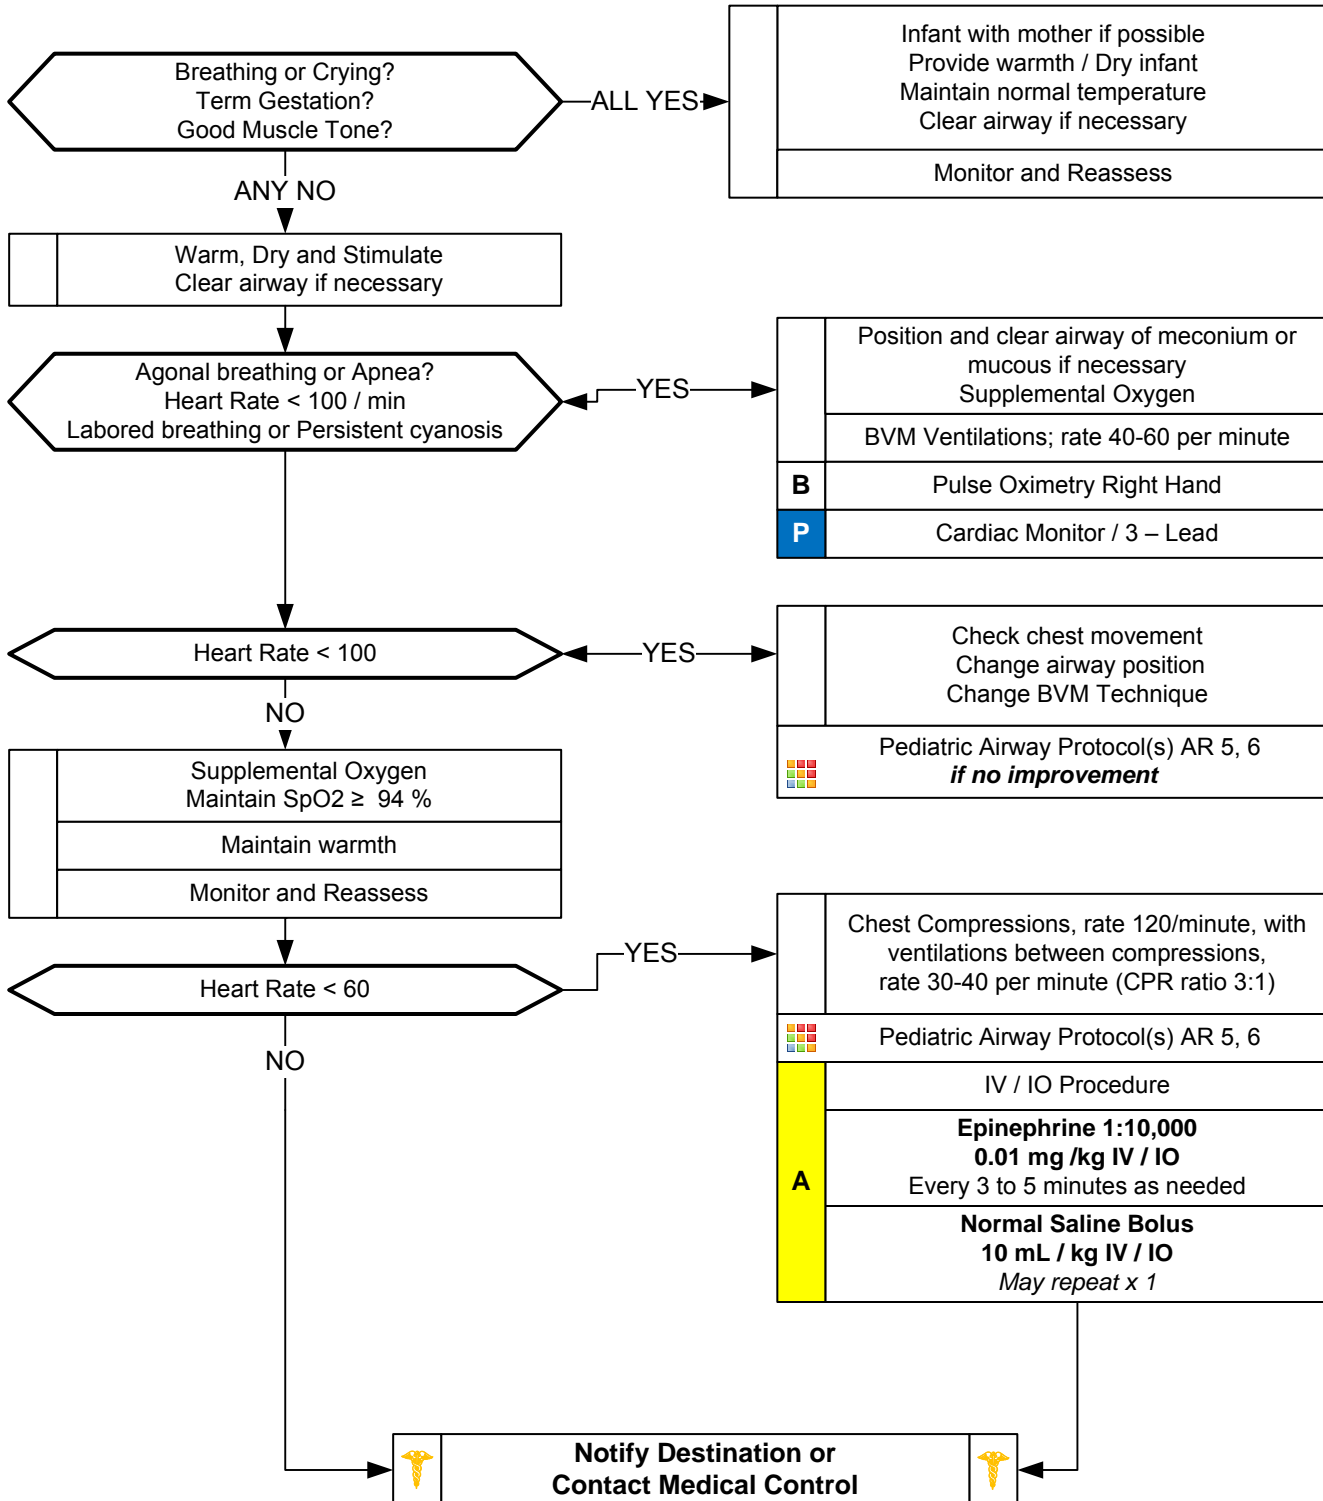 Breathing or Crying?
Term Gestation?
Good Muscle Tone?
ALL YES
Infant with mother if possible
Provide warmth / Dry infant
Maintain normal temperature
Clear airway if necessary
Monitor and Reassess
ANY NO
Warm, Dry and Stimulate
Clear airway if necessary
Agonal breathing or Apnea?
Heart Rate < 100 / min
Labored breathing or Persistent cyanosis
YES
Position and clear airway of meconium or
mucous if necessary
Supplemental Oxygen
BVM Ventilations; rate 40-60 per minute
B
Pulse Oximetry Right Hand
P
Cardiac Monitor / 3 – Lead
Heart Rate < 100
YES
Check chest movement
Change airway position
Change BVM Technique
Pediatric Airway Protocol(s) AR 5, 6
if no improvement
NO
Supplemental Oxygen
Maintain SpO2 ≥ 94 %
Maintain warmth
Monitor and Reassess
Heart Rate < 60
YES
Chest Compressions, rate 120/minute, with
ventilations between compressions,
rate 30-40 per minute (CPR ratio 3:1)
Pediatric Airway Protocol(s) AR 5, 6
A
IV / IO Procedure
Epinephrine 1:10,000
0.01 mg /kg IV / IO
Every 3 to 5 minutes as needed
Normal Saline Bolus
10 mL / kg IV / IO
May repeat x 1
NO
Notify Destination or
Contact Medical Control